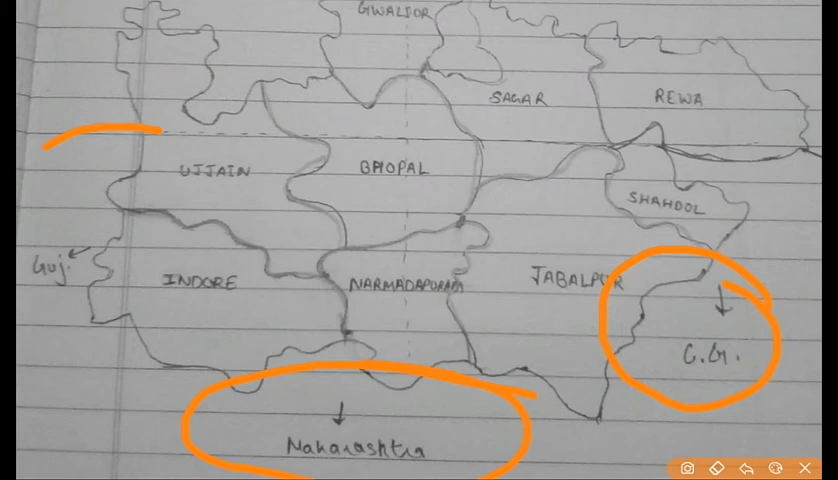 GWALIOR
SAGAR
REWA
UJJAIN
BHOPAL
SHAHDOL
Guj.
INDORE
NARMADAPURAM
JABALPUR
C.G.
Maharashtra